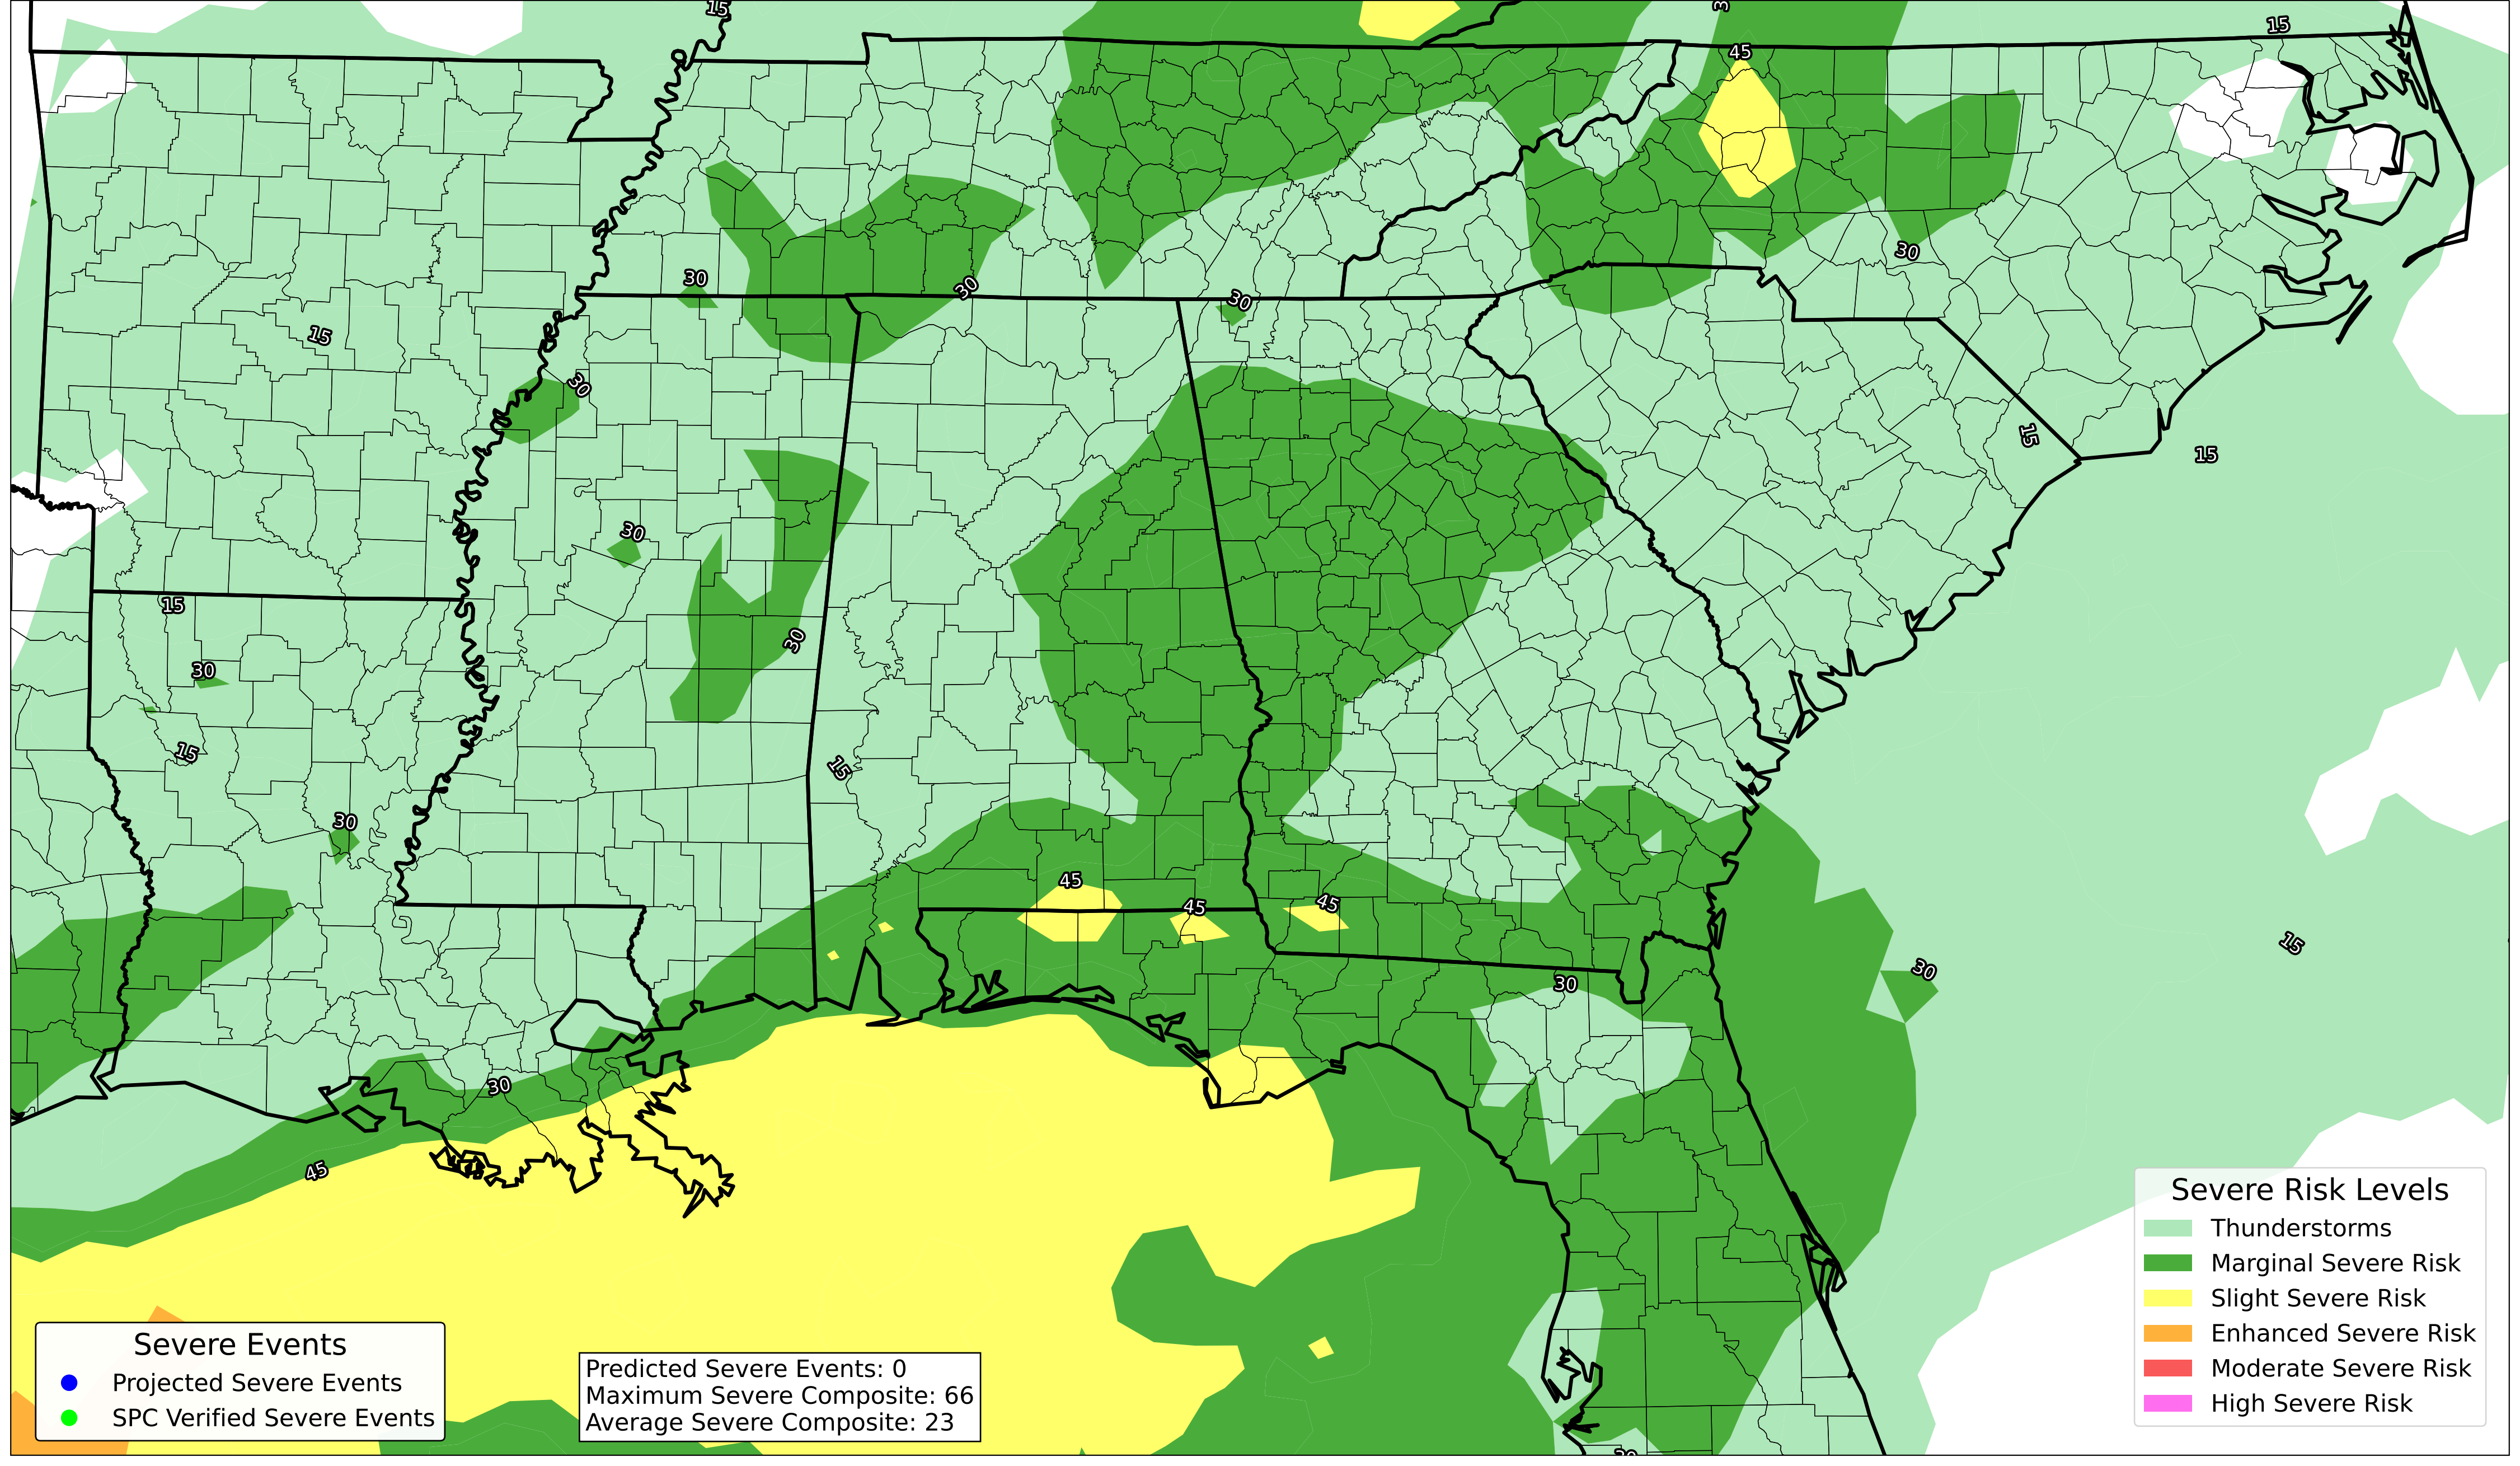 15
3
15
45
30
30
30
30
15
30
15
15
30
15
30
30
15
15
30
45
45
45
15
30
30
30
45
30
Severe Risk Levels
Thunderstorms
Marginal Severe Risk
Slight Severe Risk
Enhanced Severe Risk
Moderate Severe Risk
High Severe Risk
Severe Events
Projected Severe Events
SPC Verified Severe Events
Predicted Severe Events: 0
Maximum Severe Composite: 66
Average Severe Composite: 23